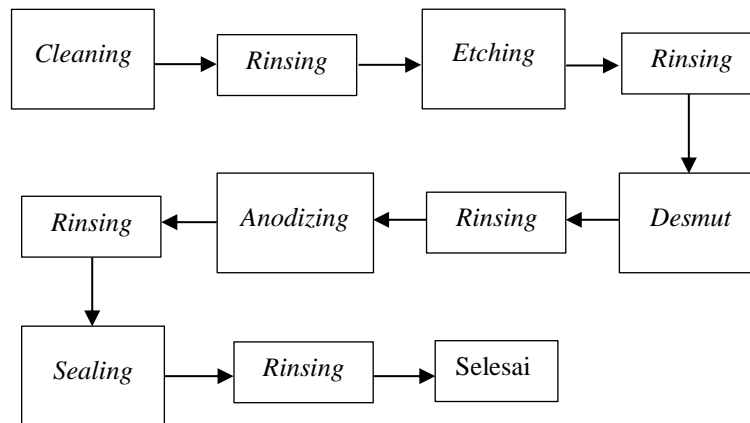 Cleaning
Rinsing
Etching
Rinsing
Desmut
Rinsing
Anodizing
Rinsing
Sealing
Rinsing
Selesai